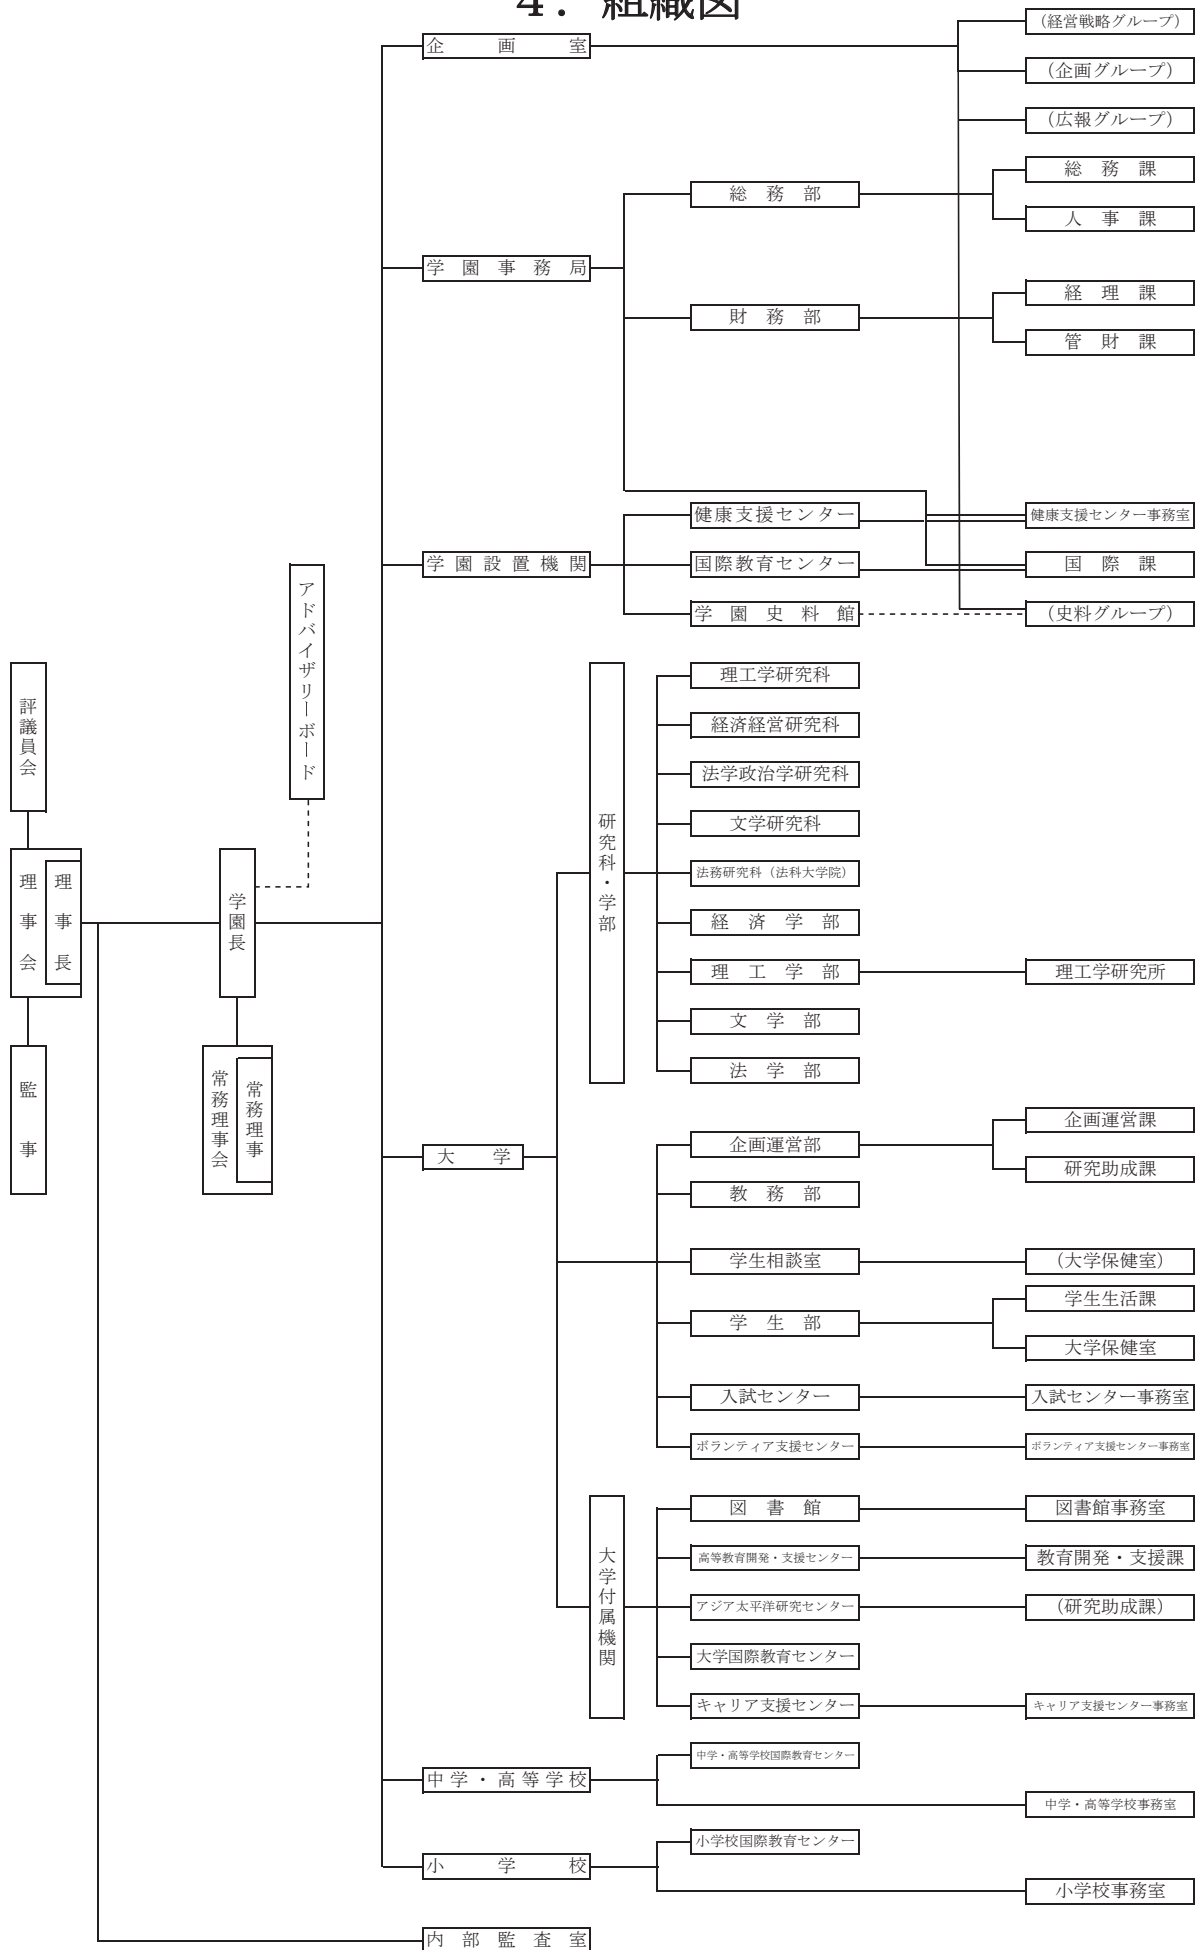 4．組織図
企画室
（経営戦略グループ）
（企画グループ）
（広報グループ）
学園事務局
総務部
総務課
人事課
財務部
経理課
管財課
学園設置機関
健康支援センター
健康支援センター事務室
国際教育センター
国際課
学園史料館
（史料グループ）
アドバイザリーボード
評議員会
理事会
理事長
監事
学園長
常務理事会
常務理事
大学
研究科・学部
理工学研究科
経済経営研究科
法学政治学研究科
文学研究科
法務研究科（法科大学院）
経済学部
理工学部
理工学研究所
文学部
法学部
企画運営部
企画運営課
研究助成課
教務部
学生相談室
（大学保健室）
学生部
学生生活課
大学保健室
入試センター
入試センター事務室
ボランティア支援センター
ボランティア支援センター事務室
大学付属機関
図書館
図書館事務室
高等教育開発・支援センター
教育開発・支援課
アジア太平洋研究センター
（研究助成課）
大学国際教育センター
キャリア支援センター
キャリア支援センター事務室
中学・高等学校
中学・高等学校国際教育センター
中学・高等学校事務室
小学校
小学校国際教育センター
小学校事務室
内部監査室